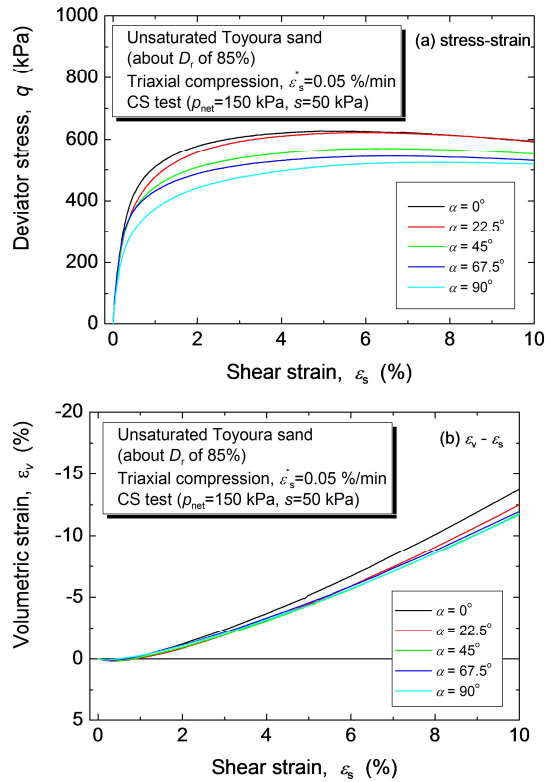 1000
800
600
400
200
0
Deviator stress, q (kPa)
Unsaturated Toyoura sand
(about Dr of 85%)
Triaxial compression, ε̇s=0.05 %/min
CS test (pnet=150 kPa, s=50 kPa)
(a) stress-strain
α = 0°
α = 22.5°
α = 45°
α = 67.5°
α = 90°
0 2 4 6 8 10
Shear strain, εs (%)
-20
-15
-10
-5
0
5
Volumetric strain, εv (%)
Unsaturated Toyoura sand
(about Dr of 85%)
Triaxial compression, ε̇s=0.05 %/min
CS test (pnet=150 kPa, s=50 kPa)
(b) εv - εs
α = 0°
α = 22.5°
α = 45°
α = 67.5°
α = 90°
0 2 4 6 8 10
Shear strain, εs (%)